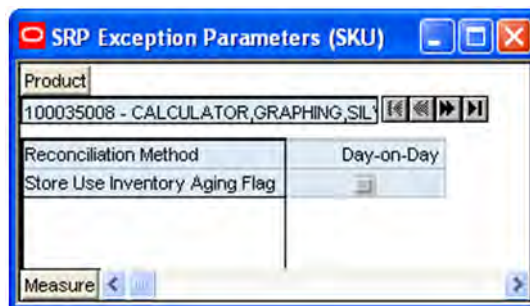 SRP Exception Parameters (SKU)
Product
100035008 - CALCULATOR,GRAPHING,SIL
Reconciliation Method Day-on-Day
Store Use Inventory Aging Flag
Measure